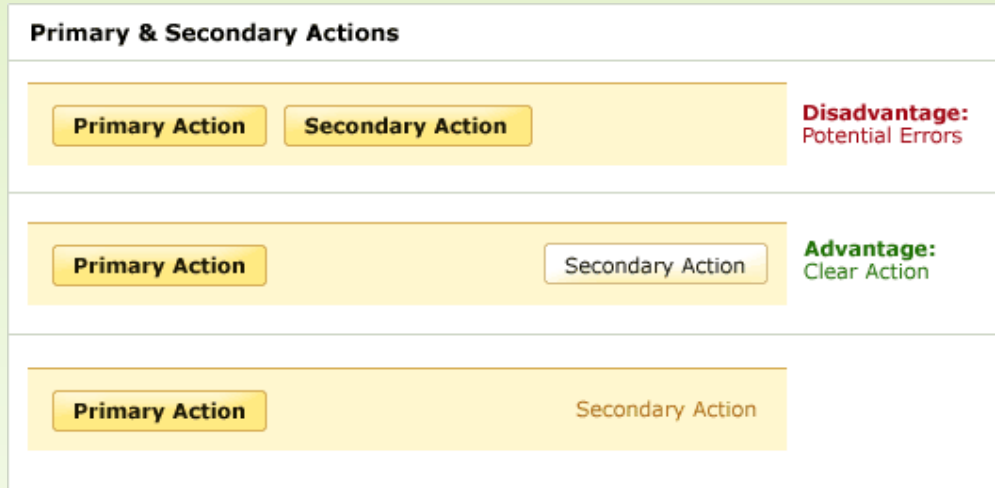 Primary & Secondary Actions
Primary Action
Secondary Action
Disadvantage:
Potential Errors
Primary Action
Secondary Action
Advantage:
Clear Action
Primary Action
Secondary Action